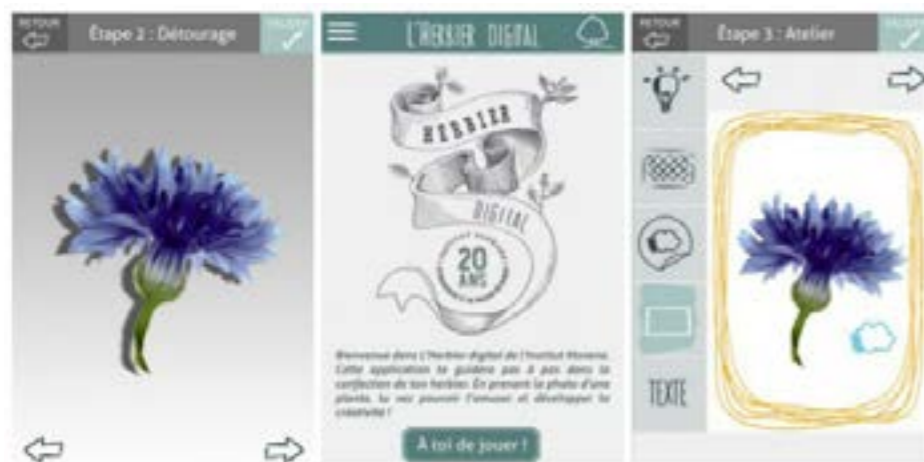 RETOUR
Étape 2 : Détourage
VALIDER
L'HERBIER DIGITAL
HERBIER
DIGITAL
20
ANS
Bienvenue dans L'Herbier digital de l'Institut
Cette application te guidera pas à pas dans la
confection de ton herbier. En prenant la photo d'une
plante, tu vas pouvoir t'amuser et développer ta
créativité !
À toi de jouer !
RETOUR
Étape 3 : Atelier
VALIDER
TEXTE